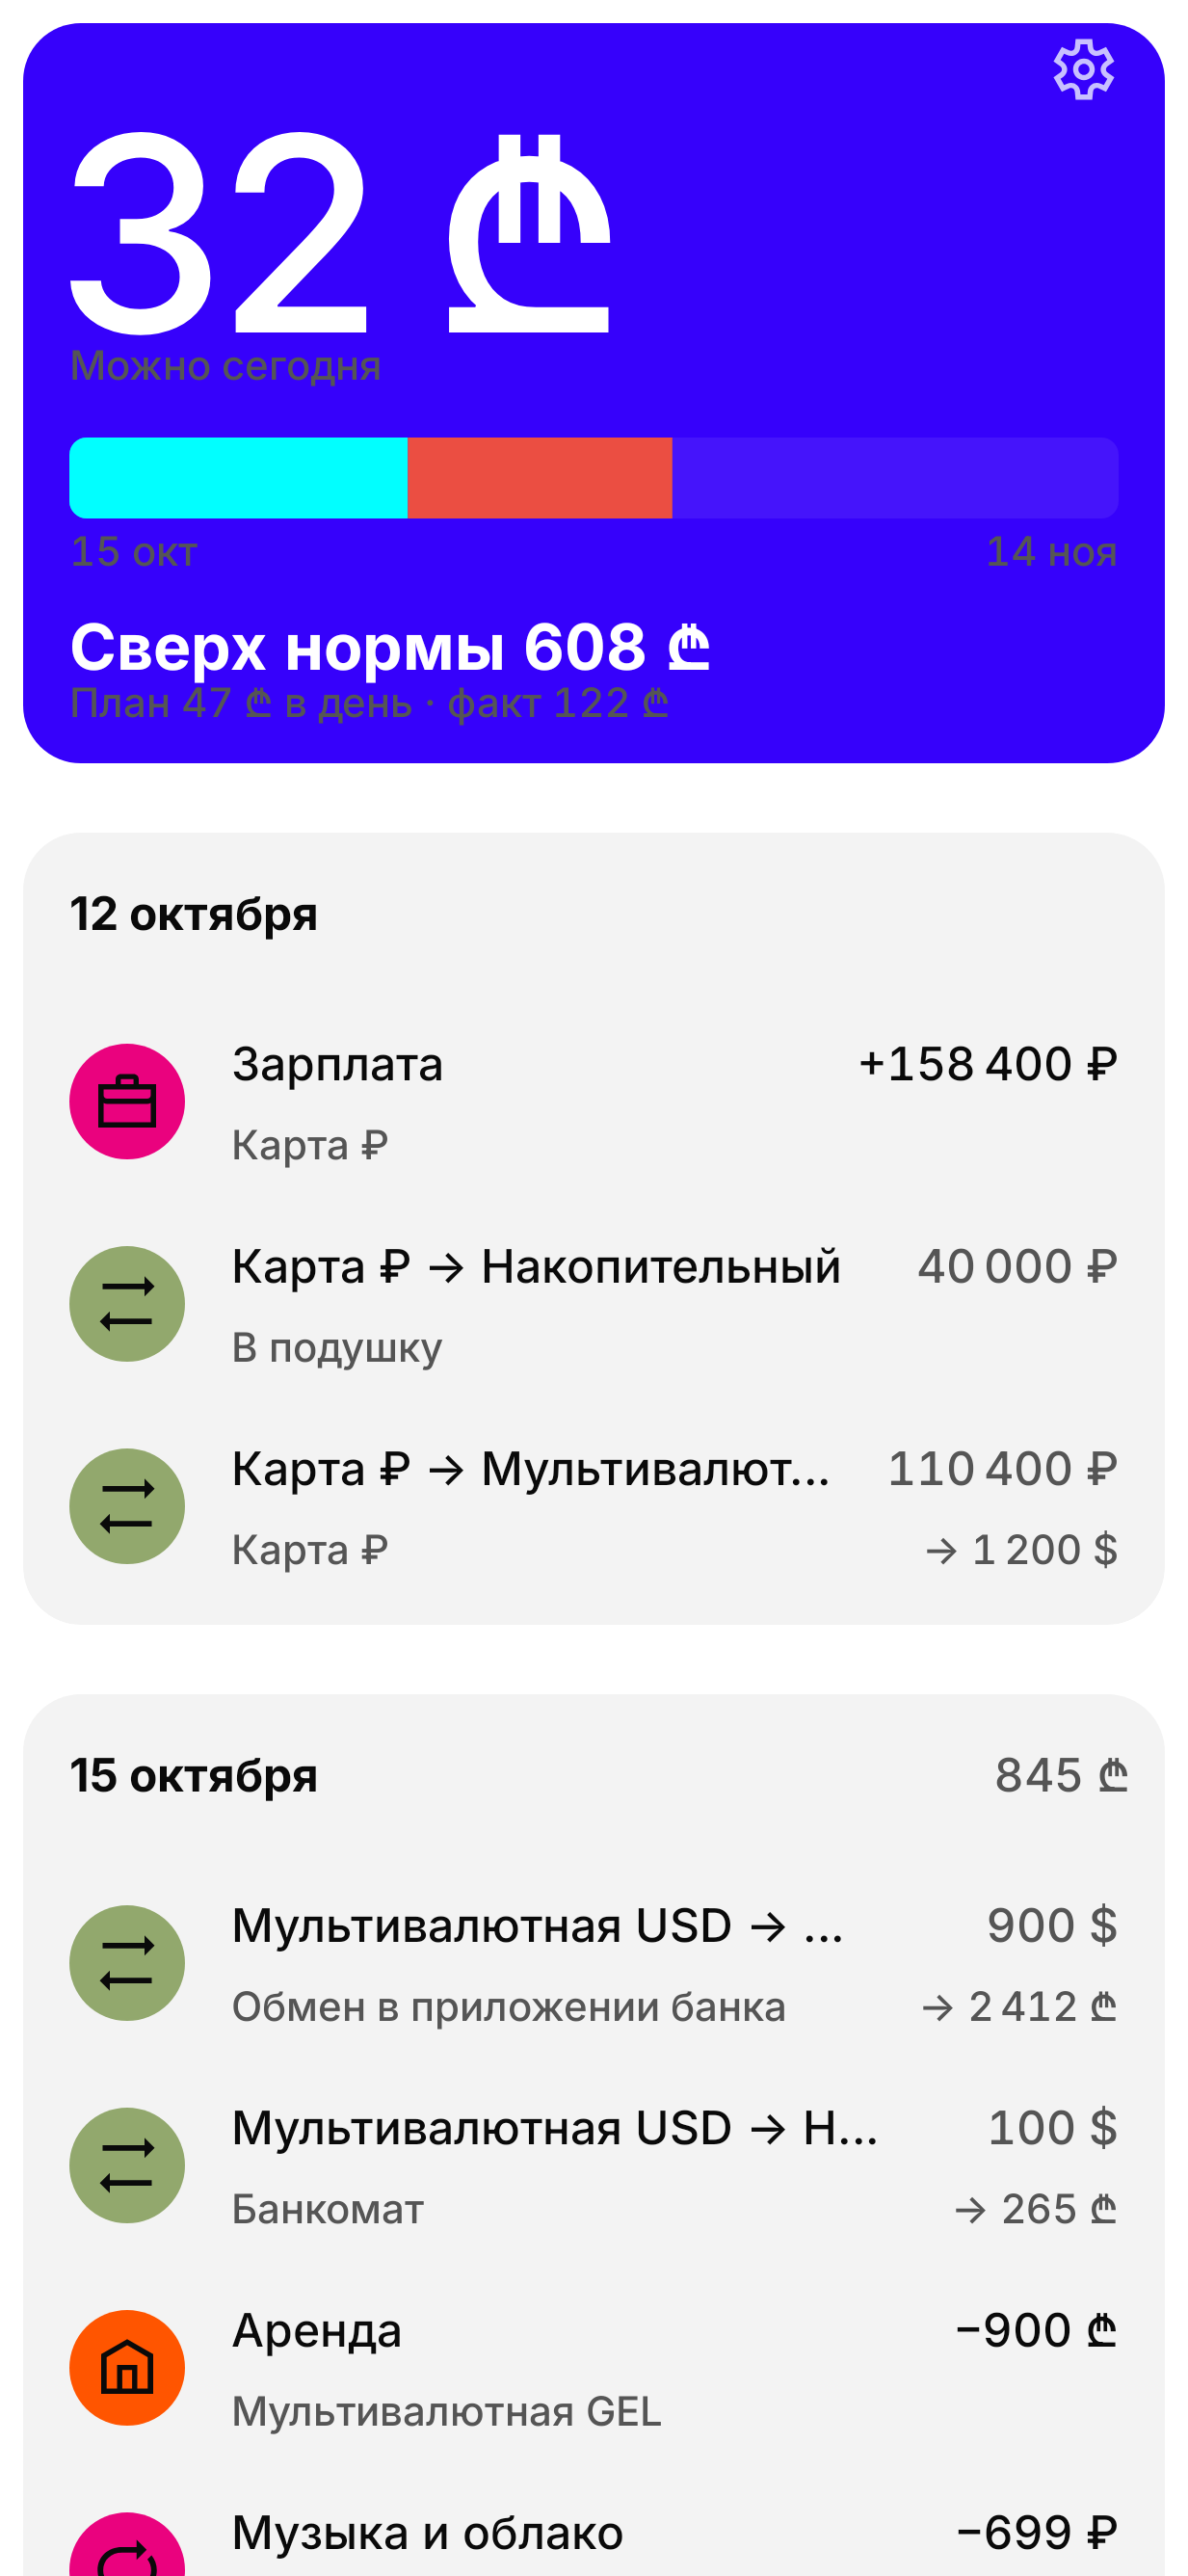 32 ₾
Можно сегодня
15 окт 14 ноя
Сверх нормы 608 ₾
План 47 ₾ в день · факт 122 ₾
12 октября
Зарплата +158 400 ₽
Карта ₽
Карта ₽ → Накопительный 40 000 ₽
В подушку
Карта ₽ → Мультивалют... 110 400 ₽
Карта ₽ → 1 200 $
15 октября 845 ₾
Мультивалютная USD → ... 900 $
Обмен в приложении банка → 2 412 ₾
Мультивалютная USD → Н... 100 $
Банкомат → 265 ₾
Аренда −900 ₾
Мультивалютная GEL
Музыка и облако −699 ₽